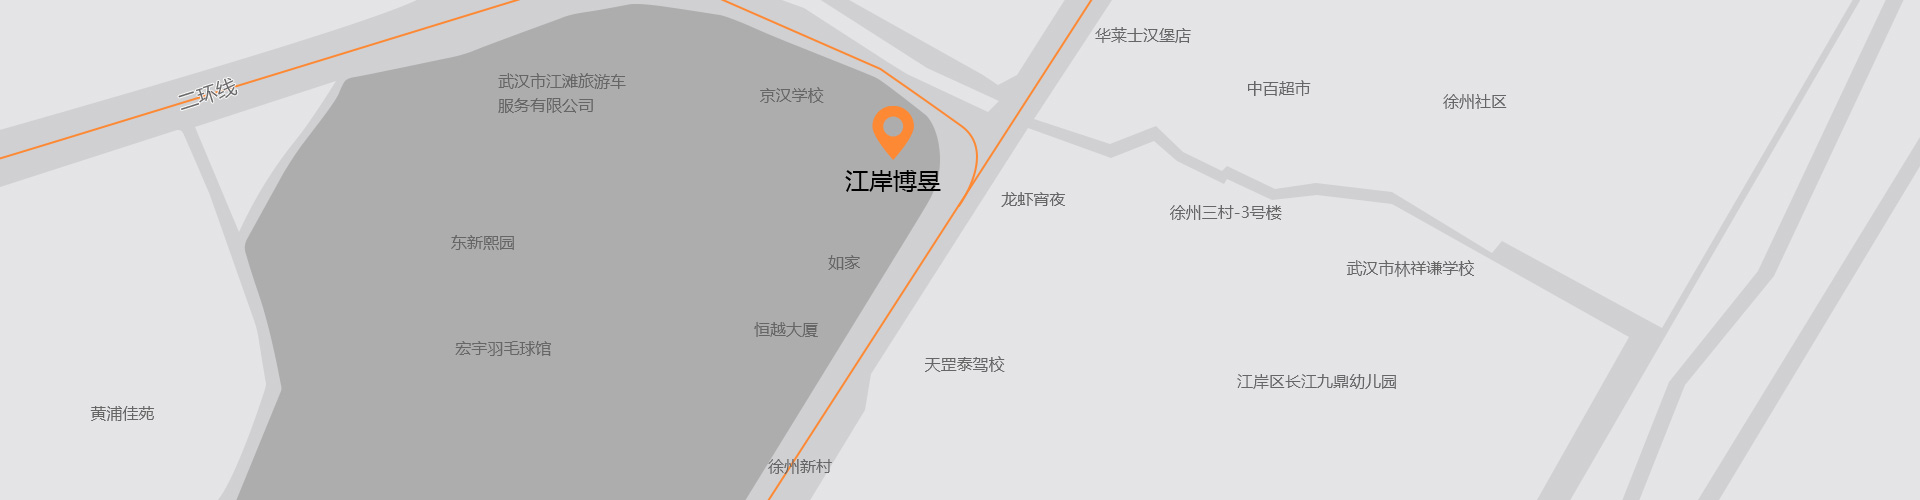 华莱士汉堡店
武汉市江滩旅游车
服务有限公司
二环线
京汉学校
中百超市
徐州社区
江岸博昱
龙虾宵夜
徐州三村-3号楼
东新熙园
如家
武汉市林祥谦学校
恒越大厦
宏宇羽毛球馆
天罡泰驾校
江岸区长江九鼎幼儿园
黄浦佳苑
徐州新村